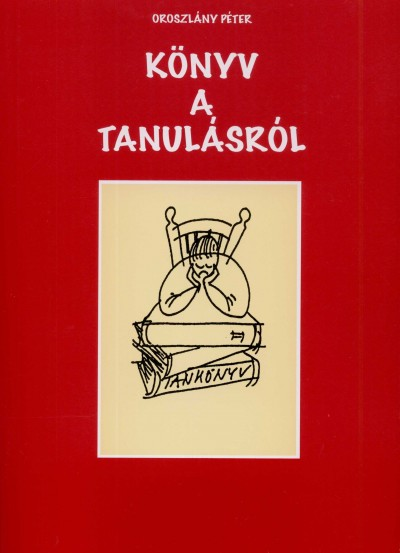 OROSZLÁNY PÉTER
KÖNYV
A
TANULÁSRÓL
TANKÖNYV